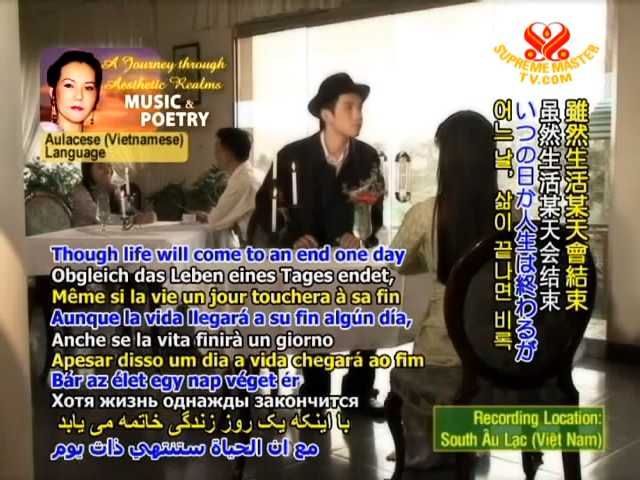 A Journey through
Aesthetic Realms
MUSIC &
POETRY
Aulacese (Vietnamese)
Language
SUPREME MASTER
TV.COM
雖然生活某天會結束
虽然生活某天会结束
いつの日か人生は終わるが
어느 날, 삶이 끝나면 비록
Though life will come to an end one day
Obgleich das Leben eines Tages endet,
Même si la vie un jour touchera à sa fin
Aunque la vida llegará a su fin algún día,
Anche se la vita finirà un giorno
Apesar disso um dia a vida chegará ao fim
Bár az élet egy nap véget ér
Хотя жизнь однажды закончится
با اینکه یک روز زندگی خاتمه می یابد
مع ان الحياة ستنتهي ذات يوم
Recording Location:
South Âu Lạc (Việt Nam)